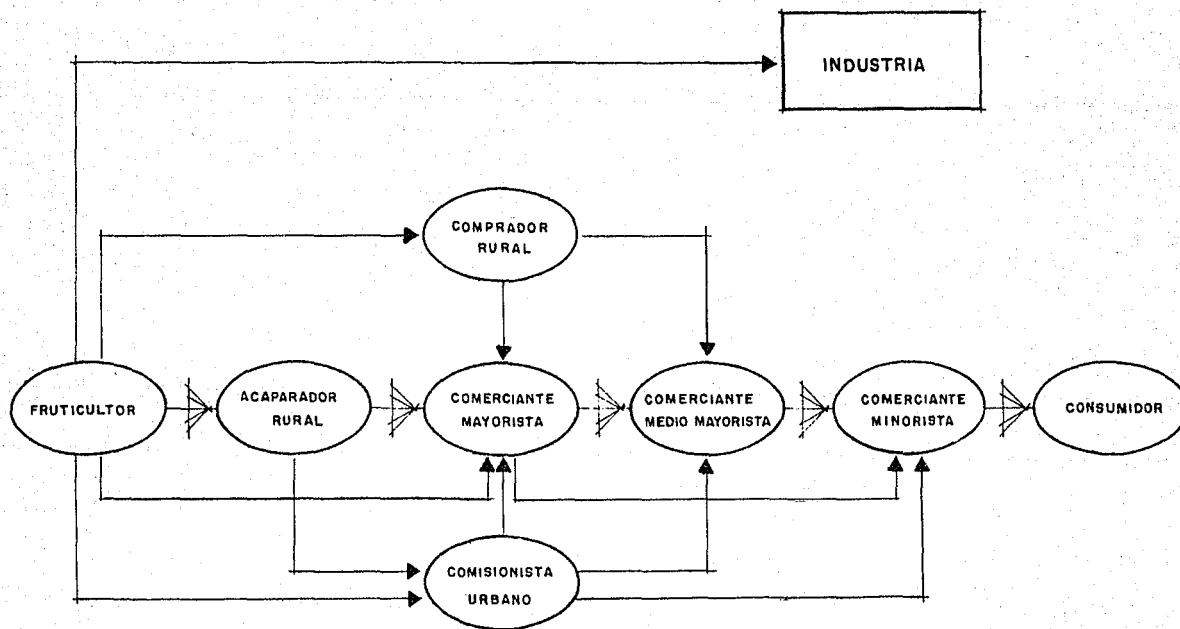 INDUSTRIA
COMPRADOR
RURAL
FRUTICULTOR
ACAPARADOR
RURAL
COMERCIANTE
MAYORISTA
COMERCIANTE
MEDIO MAYORISTA
COMERCIANTE
MINORISTA
CONSUMIDOR
COMISIONISTA
URBANO